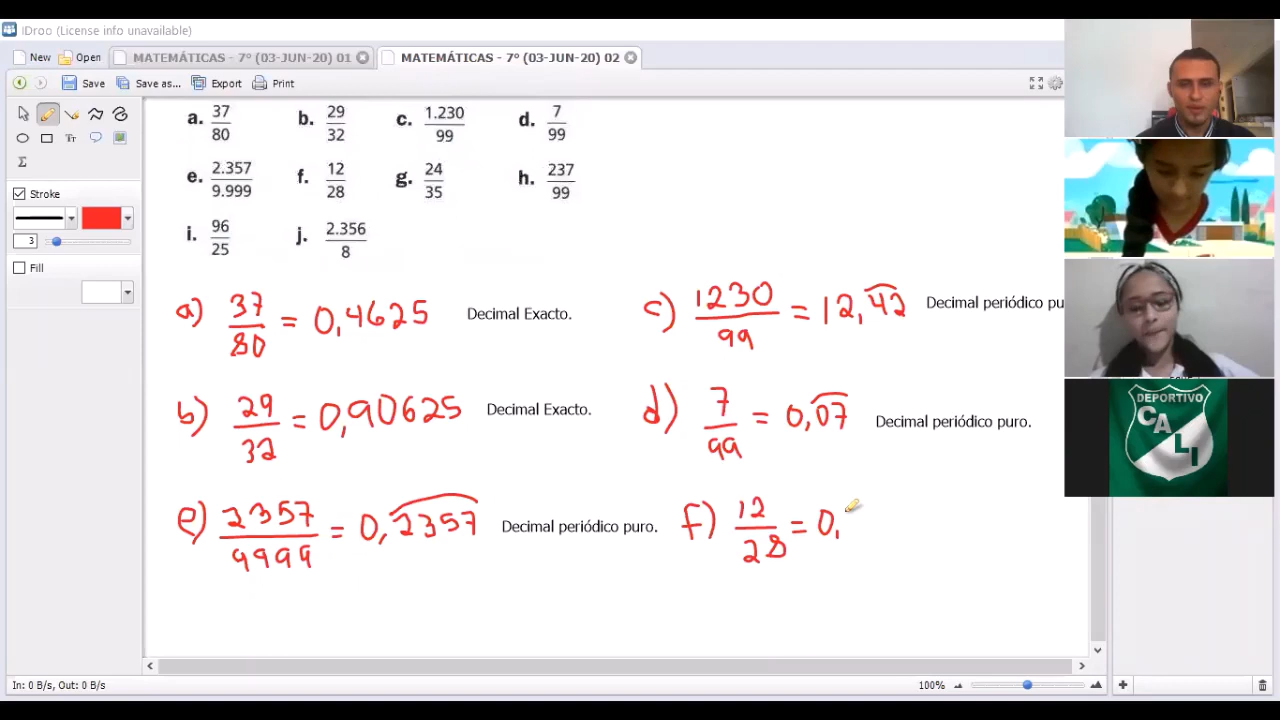 iDroo (License info unavailable)
New Open MATEMÁTICAS - 7º (03-JUN-20) 01 MATEMÁTICAS - 7º (03-JUN-20) 02
Save Save as... Export Print
Stroke
3
Fill
a. 37/80 b. 29/32 c. 1.230/99 d. 7/99
e. 2.357/9.999 f. 12/28 g. 24/35 h. 237/99
i. 96/25 j. 2.356/8
a) 37/80 = 0,4625 Decimal Exacto. c) 1230/99 = 12,42 Decimal periódico pu
b) 29/32 = 0,90625 Decimal Exacto. d) 7/99 = 0,07 Decimal periódico puro.
e) 2357/9999 = 0,2357 Decimal periódico puro. f) 12/28 = 0,
DEPORTIVO
CALI
In: 0 B/s, Out: 0 B/s 100%